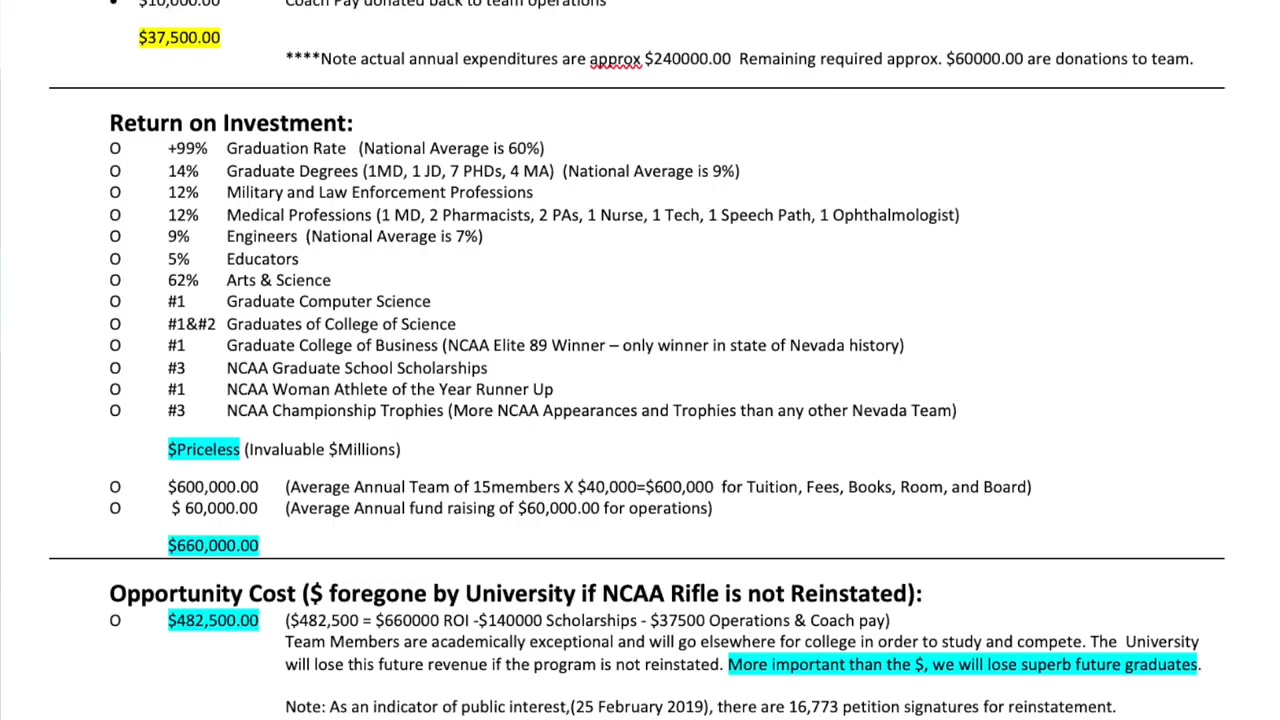 • $10,000.00 Coach Pay donated back to team operations
$37,500.00
****Note actual annual expenditures are approx $240000.00 Remaining required approx. $60000.00 are donations to team.
Return on Investment:
O +99% Graduation Rate (National Average is 60%)
O 14% Graduate Degrees (1MD, 1 JD, 7 PHDs, 4 MA) (National Average is 9%)
O 12% Military and Law Enforcement Professions
O 12% Medical Professions (1 MD, 2 Pharmacists, 2 PAs, 1 Nurse, 1 Tech, 1 Speech Path, 1 Ophthalmologist)
O 9% Engineers (National Average is 7%)
O 5% Educators
O 62% Arts & Science
O #1 Graduate Computer Science
O #1&#2 Graduates of College of Science
O #1 Graduate College of Business (NCAA Elite 89 Winner – only winner in state of Nevada history)
O #3 NCAA Graduate School Scholarships
O #1 NCAA Woman Athlete of the Year Runner Up
O #3 NCAA Championship Trophies (More NCAA Appearances and Trophies than any other Nevada Team)
$Priceless (Invaluable $Millions)
O $600,000.00 (Average Annual Team of 15members X $40,000=$600,000 for Tuition, Fees, Books, Room, and Board)
O $ 60,000.00 (Average Annual fund raising of $60,000.00 for operations)
$660,000.00
Opportunity Cost ($ foregone by University if NCAA Rifle is not Reinstated):
O $482,500.00 ($482,500 = $660000 ROI -$140000 Scholarships - $37500 Operations & Coach pay)
Team Members are academically exceptional and will go elsewhere for college in order to study and compete. The University
will lose this future revenue if the program is not reinstated. More important than the $, we will lose superb future graduates.
Note: As an indicator of public interest,(25 February 2019), there are 16,773 petition signatures for reinstatement.